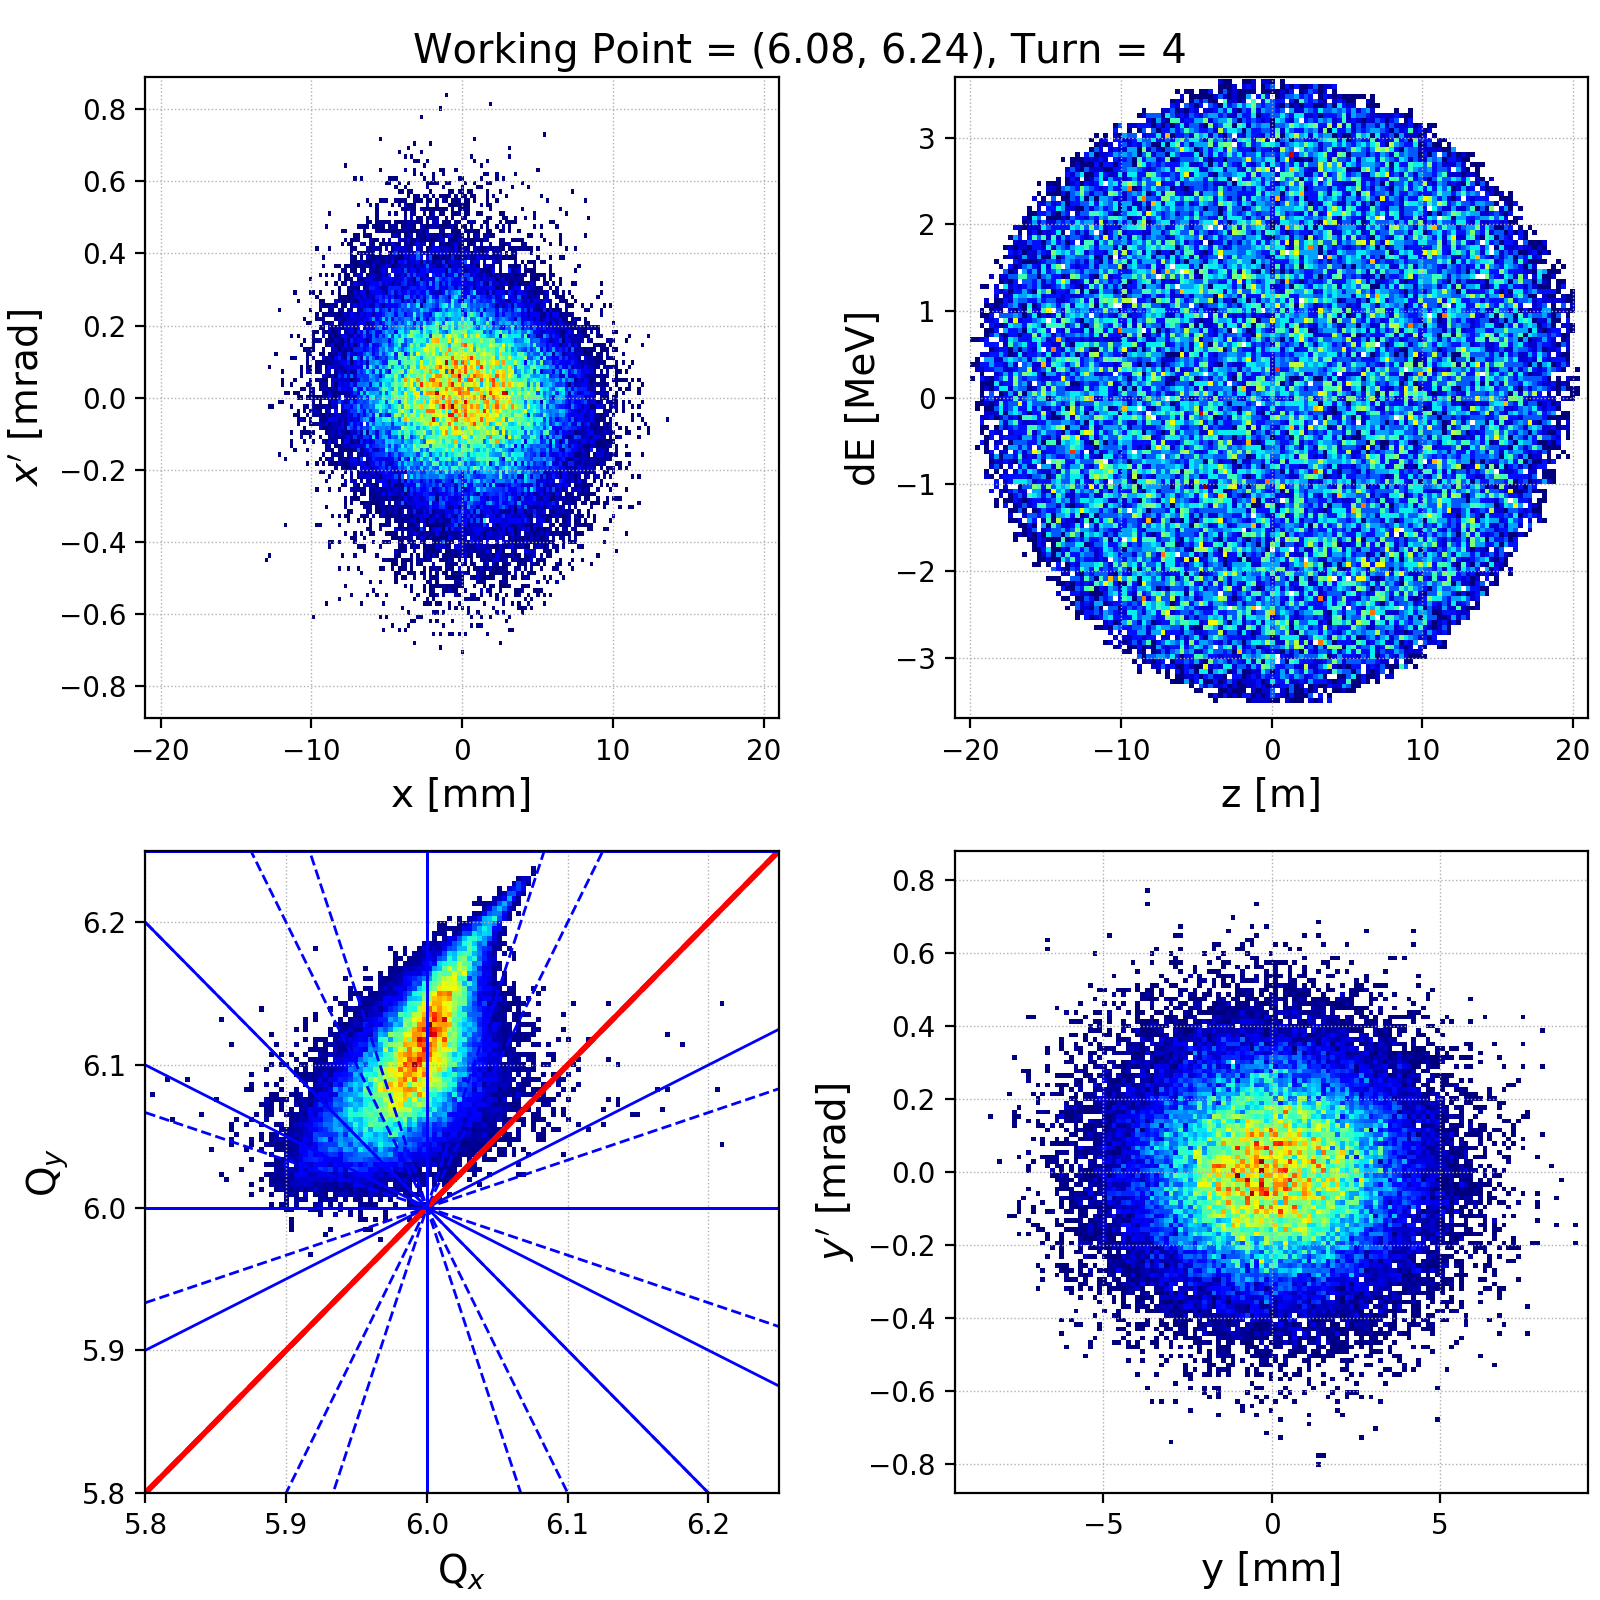 Working Point = (6.08, 6.24), Turn = 4
0.8
0.6
0.4
0.2
0.0
−0.2
−0.4
−0.6
−0.8
x′ [mrad]
−20 −10 0 10 20
x [mm]
3
2
1
0
−1
−2
−3
dE [MeV]
−20 −10 0 10 20
z [m]
6.2
6.1
6.0
5.9
5.8
Qy
5.8 5.9 6.0 6.1 6.2
Qx
0.8
0.6
0.4
0.2
0.0
−0.2
−0.4
−0.6
−0.8
y′ [mrad]
−5 0 5
y [mm]